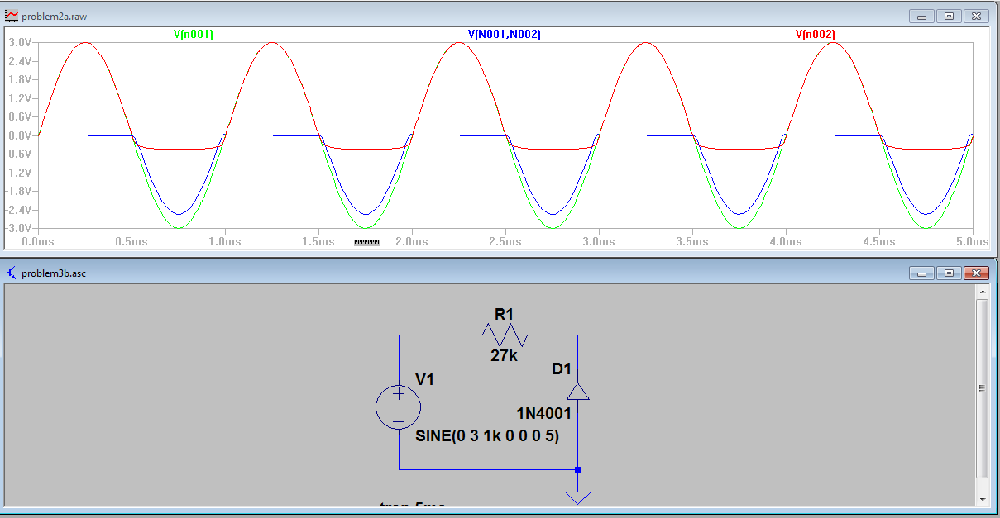 problem2a.raw
V(n001) V(N001,N002) V(n002)
3.0V
2.4V
1.8V
1.2V
0.6V
0.0V
-0.6V
-1.2V
-1.8V
-2.4V
-3.0V
0.0ms 0.5ms 1.0ms 1.5ms 2.0ms 2.5ms 3.0ms 3.5ms 4.0ms 4.5ms 5.0ms
problem3b.asc
R1
27k
D1
V1
1N4001
SINE(0 3 1k 0 0 0 5)